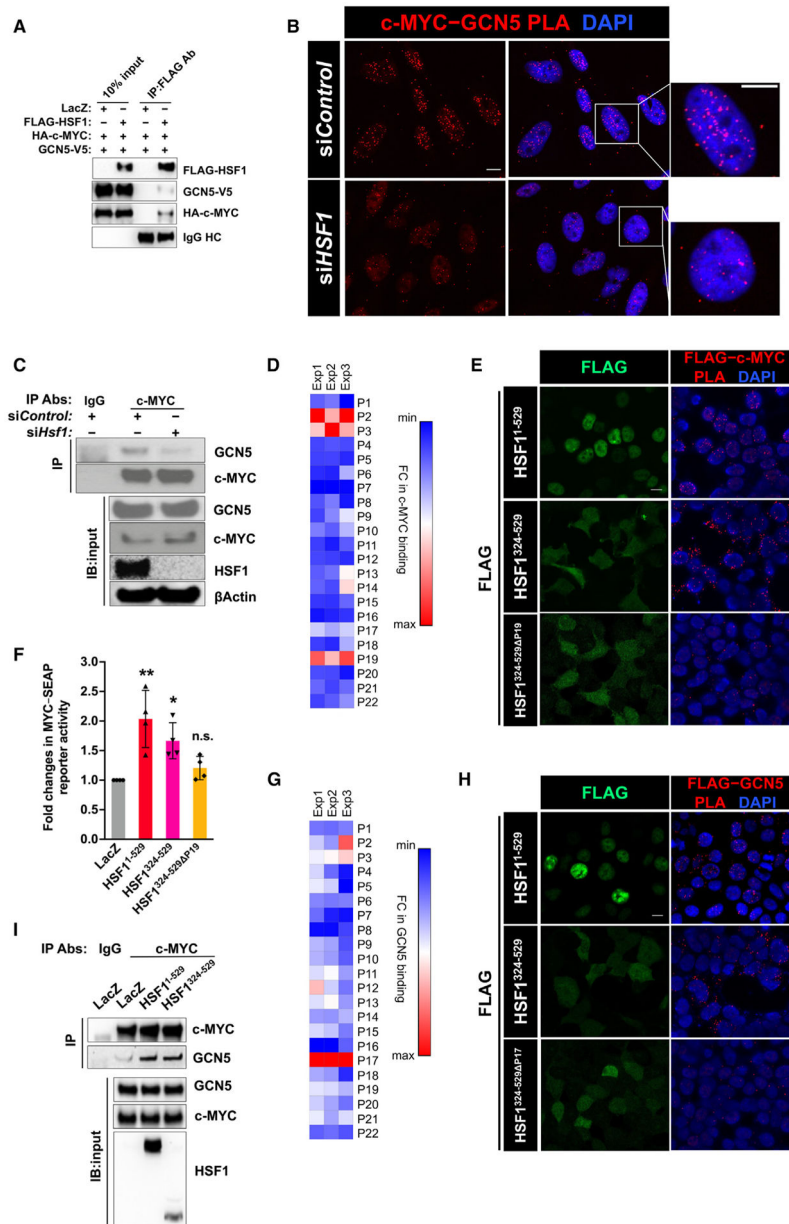 A
10% input
IP:FLAG Ab
LacZ: + − + −
FLAG-HSF1: − + − +
HA-c-MYC: + + + +
GCN5-V5: + + + +
FLAG-HSF1
GCN5-V5
HA-c-MYC
IgG HC
B
c-MYC−GCN5 PLA DAPI
siControl
siHSF1
C
IP Abs: IgG c-MYC
siControl: + + −
siHsf1: − − +
IP
GCN5
c-MYC
IB:input
GCN5
c-MYC
HSF1
βActin
D
Exp1
Exp2
Exp3
P1
P2
P3
P4
P5
P6
P7
P8
P9
P10
P11
P12
P13
P14
P15
P16
P17
P18
P19
P20
P21
P22
min
FC in c-MYC binding
max
E
FLAG
FLAG−c-MYC
PLA DAPI
FLAG
HSF1¹⁻⁵²⁹
HSF1³²⁴⁻⁵²⁹
HSF1³²⁴⁻⁵²⁹ΔP¹⁹
F
Fold changes in MYC−SEAP
reporter activity
3.0
2.5
2.0
1.5
1.0
0.5
0.0
**
*
n.s.
LacZ
HSF1¹⁻⁵²⁹
HSF1³²⁴⁻⁵²⁹
HSF1³²⁴⁻⁵²⁹ΔP¹⁹
G
Exp1
Exp2
Exp3
P1
P2
P3
P4
P5
P6
P7
P8
P9
P10
P11
P12
P13
P14
P15
P16
P17
P18
P19
P20
P21
P22
min
FC in GCN5 binding
max
H
FLAG
FLAG−GCN5
PLA DAPI
FLAG
HSF1¹⁻⁵²⁹
HSF1³²⁴⁻⁵²⁹
HSF1³²⁴⁻⁵²⁹ΔP¹⁷
I
IP Abs: IgG c-MYC
LacZ
LacZ
HSF1¹⁻⁵²⁹
HSF1³²⁴⁻⁵²⁹
IP
c-MYC
GCN5
IB:input
GCN5
c-MYC
HSF1